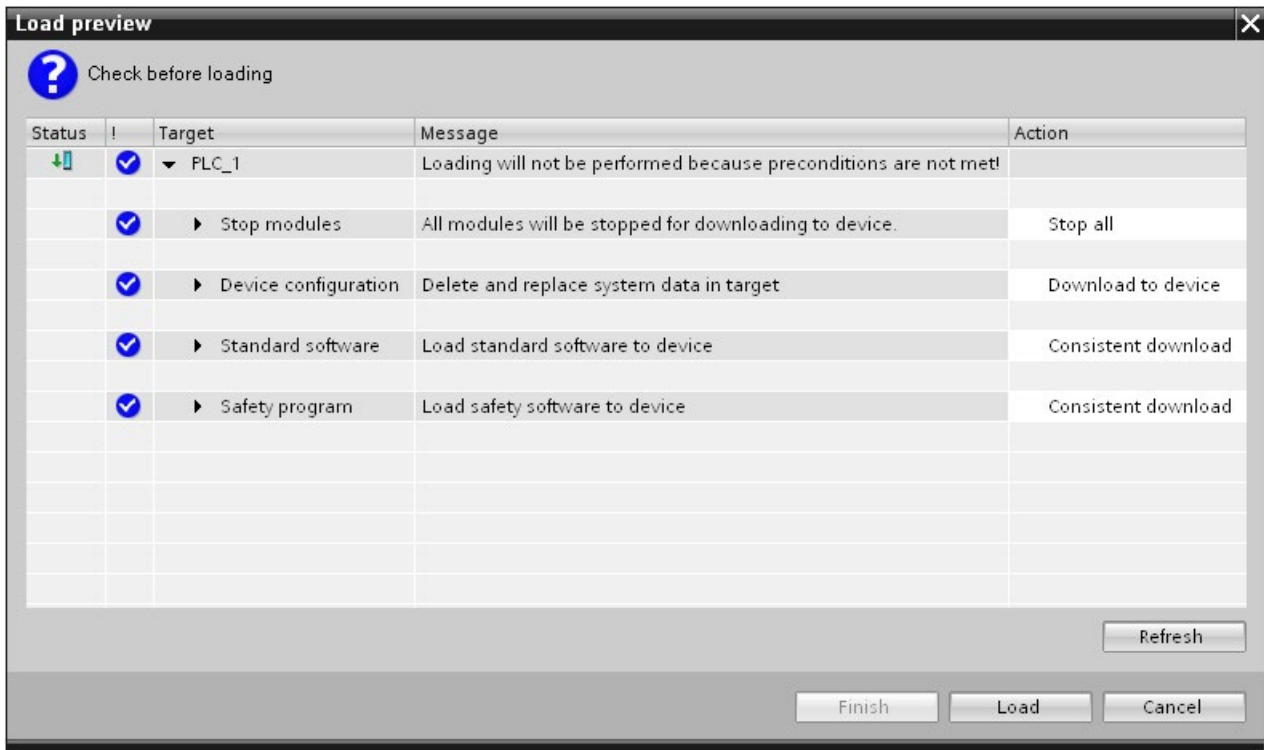 Load preview
Check before loading
Status ! Target Message Action
PLC_1 Loading will not be performed because preconditions are not met!
Stop modules All modules will be stopped for downloading to device. Stop all
Device configuration Delete and replace system data in target Download to device
Standard software Load standard software to device Consistent download
Safety program Load safety software to device Consistent download
Refresh
Finish Load Cancel